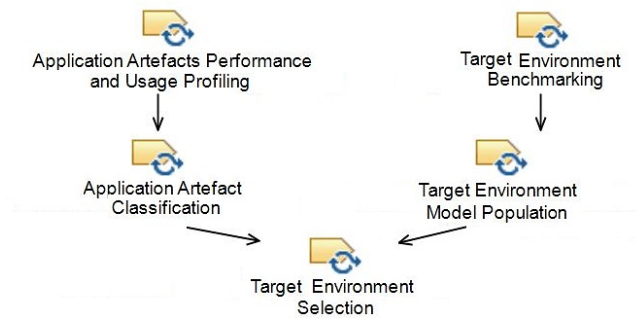 Application Artefacts Performance
and Usage Profiling
Target Environment
Benchmarking
Application Artefact
Classification
Target Environment
Model Population
Target Environment
Selection